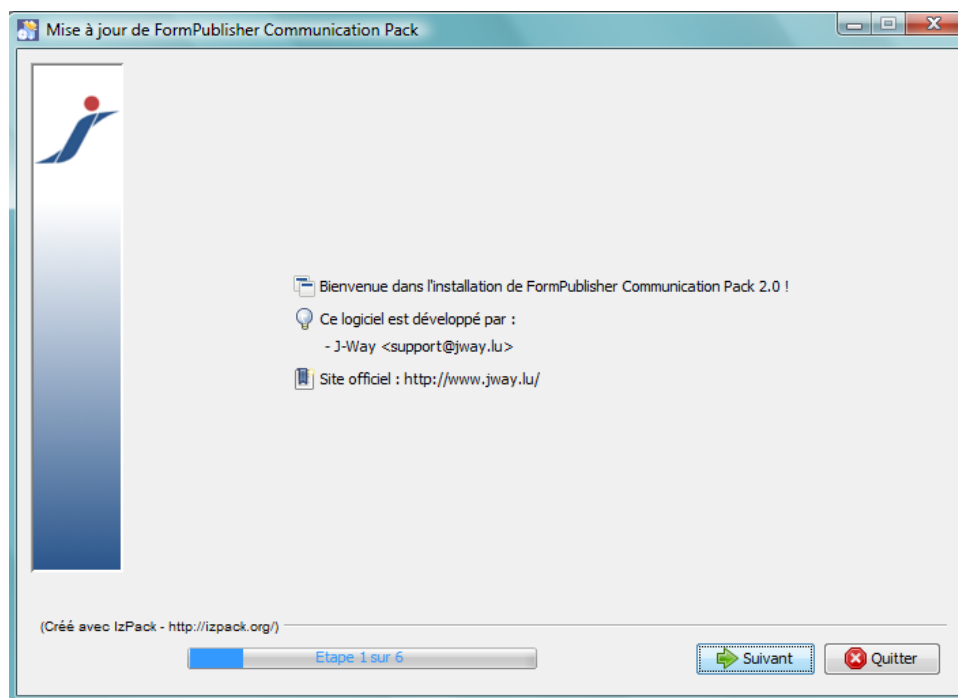 Mise à jour de FormPublisher Communication Pack
Bienvenue dans l'installation de FormPublisher Communication Pack 2.0 !
Ce logiciel est développé par :
- J-Way <support@jway.lu>
Site officiel : http://www.jway.lu/
(Créé avec IzPack - http://izpack.org/)
Etape 1 sur 6
Suivant
Quitter